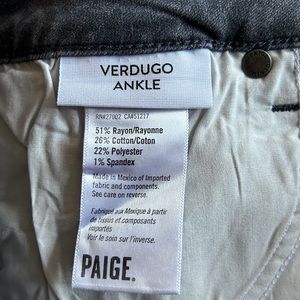 VERDUGO
ANKLE
RN#27002 CA#51217
51% Rayon/Rayonne
26% Cotton/Coton
22% Polyester
1% Spandex
Made in Mexico of Imported
fabric and components.
See care on reverse.
Fabriqué aux Mexique à partir
de tissus et composants
importés
Voir le soin sur l'inverse.
PAIGE.